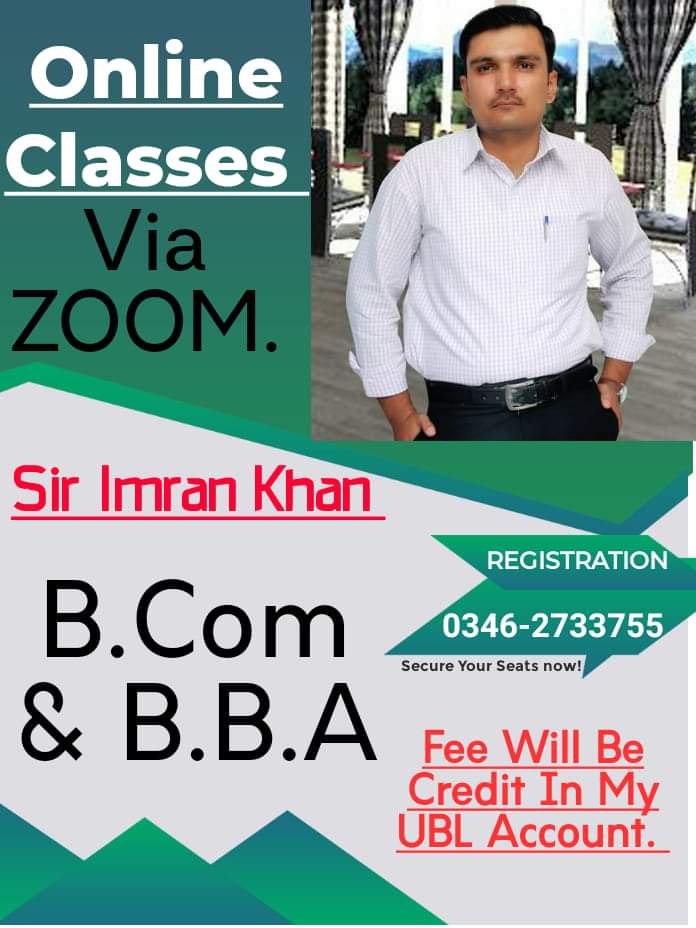 Online
Classes
Via
ZOOM.
Sir Imran Khan
B.Com
& B.B.A
REGISTRATION
0346-2733755
Secure Your Seats now!
Fee Will Be
Credit In My
UBL Account.